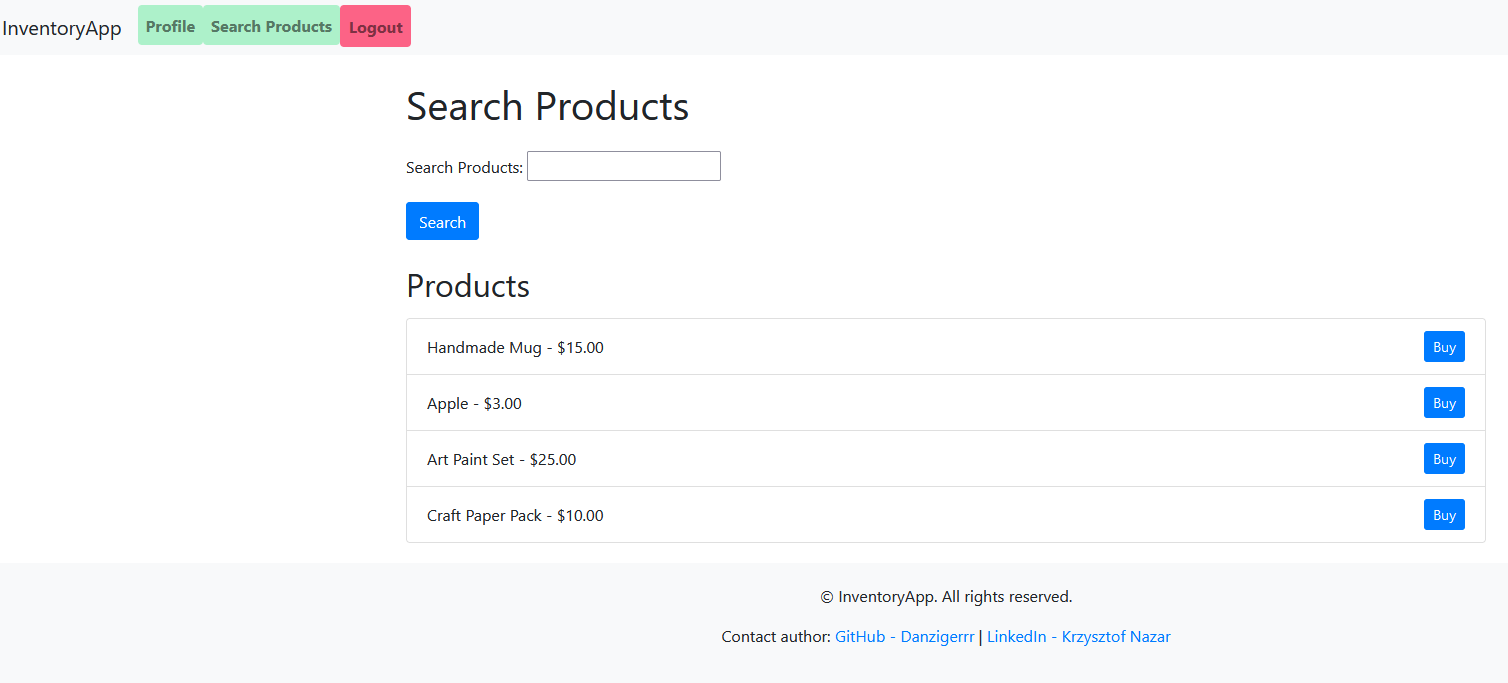 InventoryApp Profile Search Products Logout
Search Products
Search Products:
Search
Products
Handmade Mug - $15.00 Buy
Apple - $3.00 Buy
Art Paint Set - $25.00 Buy
Craft Paper Pack - $10.00 Buy
© InventoryApp. All rights reserved.
Contact author: GitHub - Danzigerrr | LinkedIn - Krzysztof Nazar